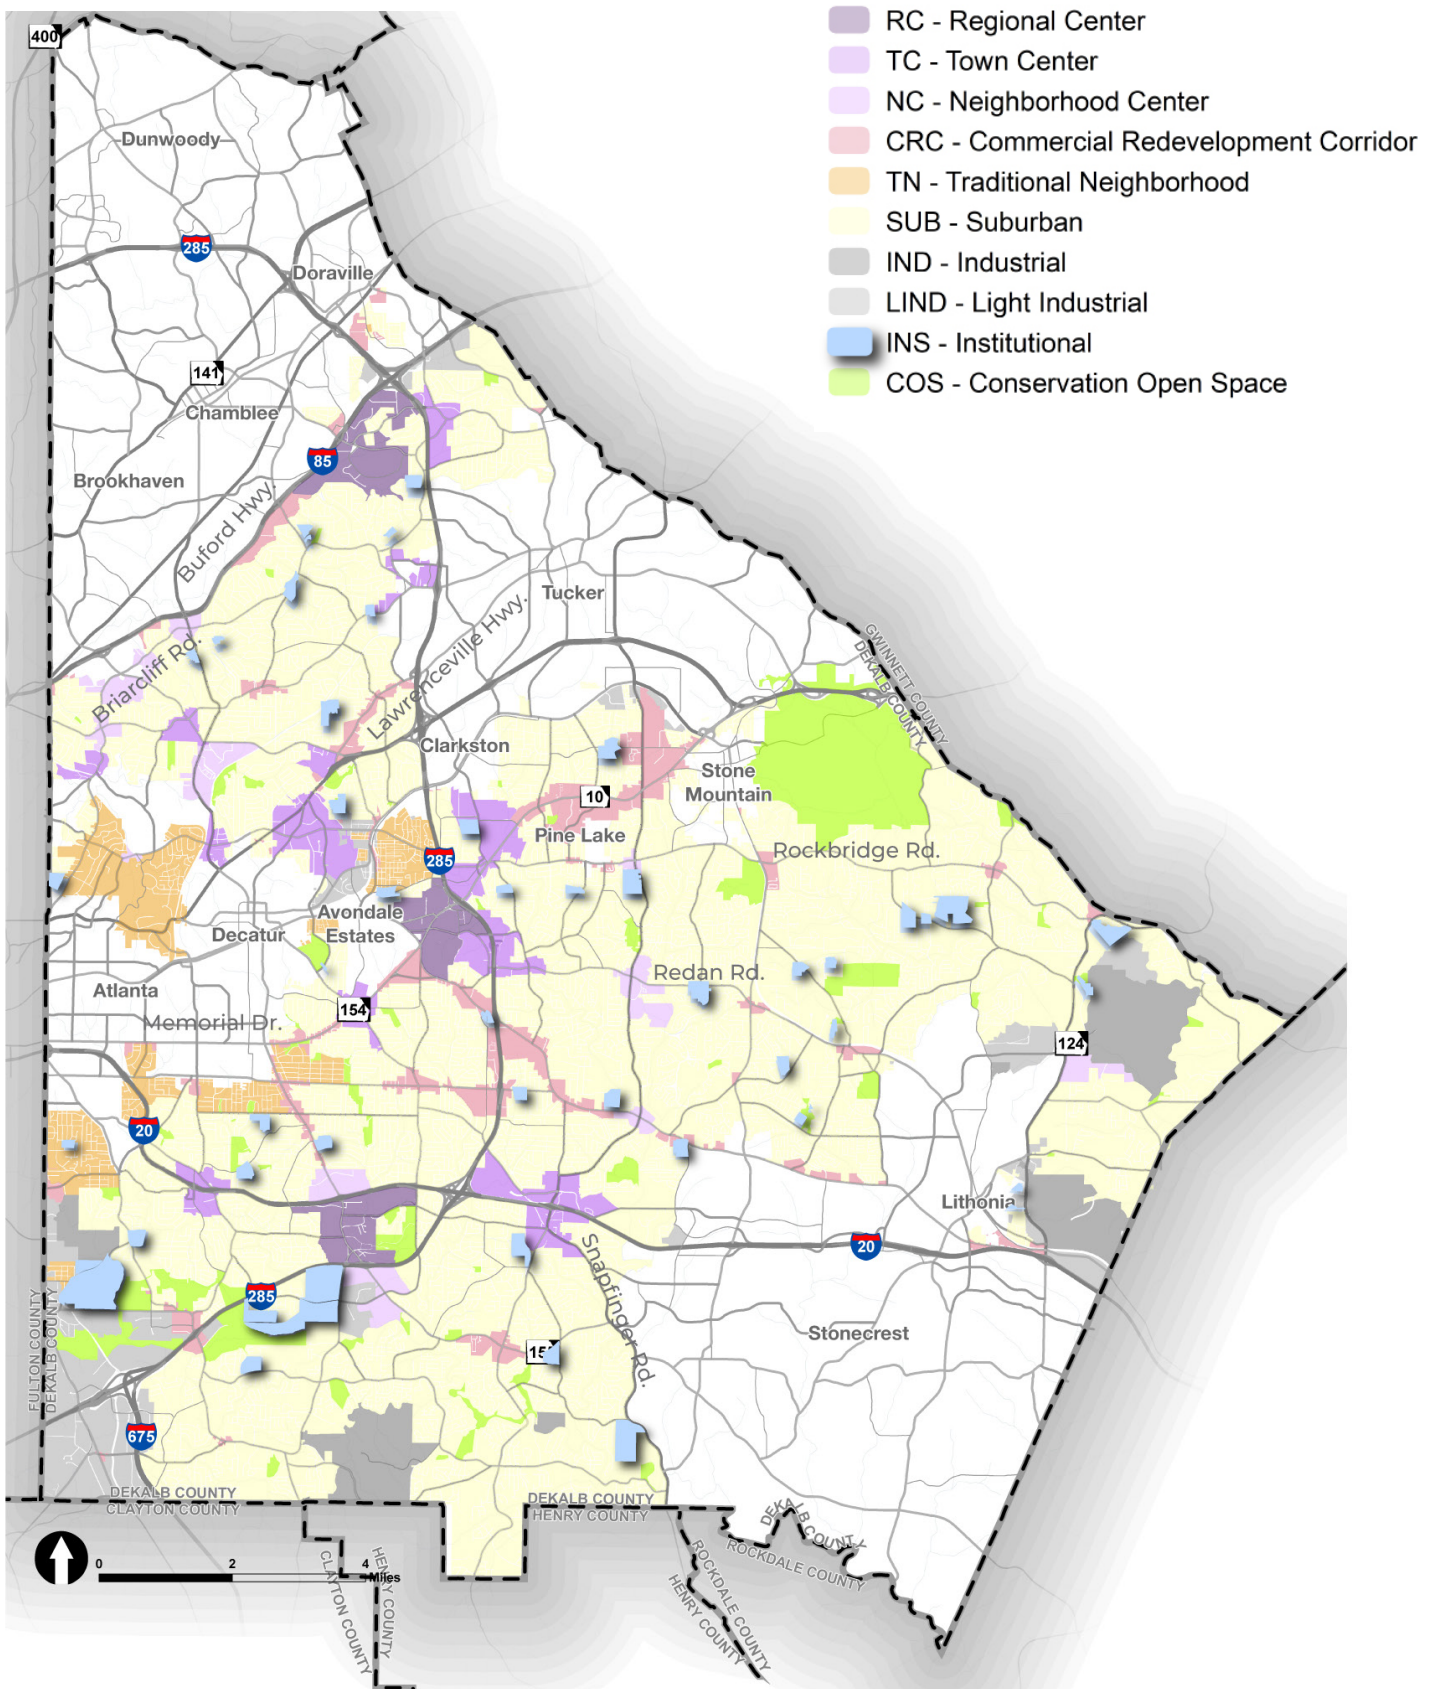 RC - Regional Center
TC - Town Center
NC - Neighborhood Center
CRC - Commercial Redevelopment Corridor
TN - Traditional Neighborhood
SUB - Suburban
IND - Industrial
LIND - Light Industrial
INS - Institutional
COS - Conservation Open Space
400
Dunwoody
285
Doraville
141
Chamblee
85
Brookhaven
Buford Hwy.
Tucker
Lawrenceville Hwy.
GWINNETT COUNTY
DEKALB COUNTY
Briarcliff Rd.
Clarkston
Stone
Mountain
10
Pine Lake
Rockbridge Rd.
285
Avondale
Estates
Decatur
Redan Rd.
Atlanta
154
Memorial Dr.
124
20
Lithonia
20
Snapfinger Rd.
285
Stonecrest
FULTON COUNTY
DEKALB COUNTY
675
DEKALB COUNTY
CLAYTON COUNTY
DEKALB COUNTY
HENRY COUNTY
DEKALB COUNTY
ROCKDALE COUNTY
CLAYTON COUNTY
HENRY COUNTY
ROCKDALE COUNTY
HENRY COUNTY
0 2 4
Miles